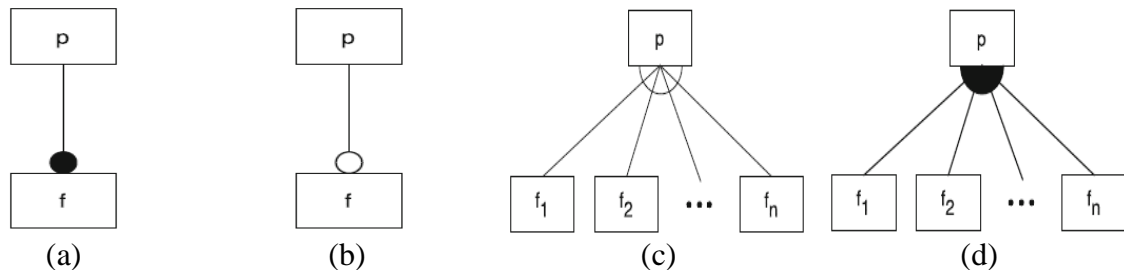 p p p p
f f f₁ f₂ ••• fₙ f₁ f₂ ••• fₙ
(a) (b) (c) (d)